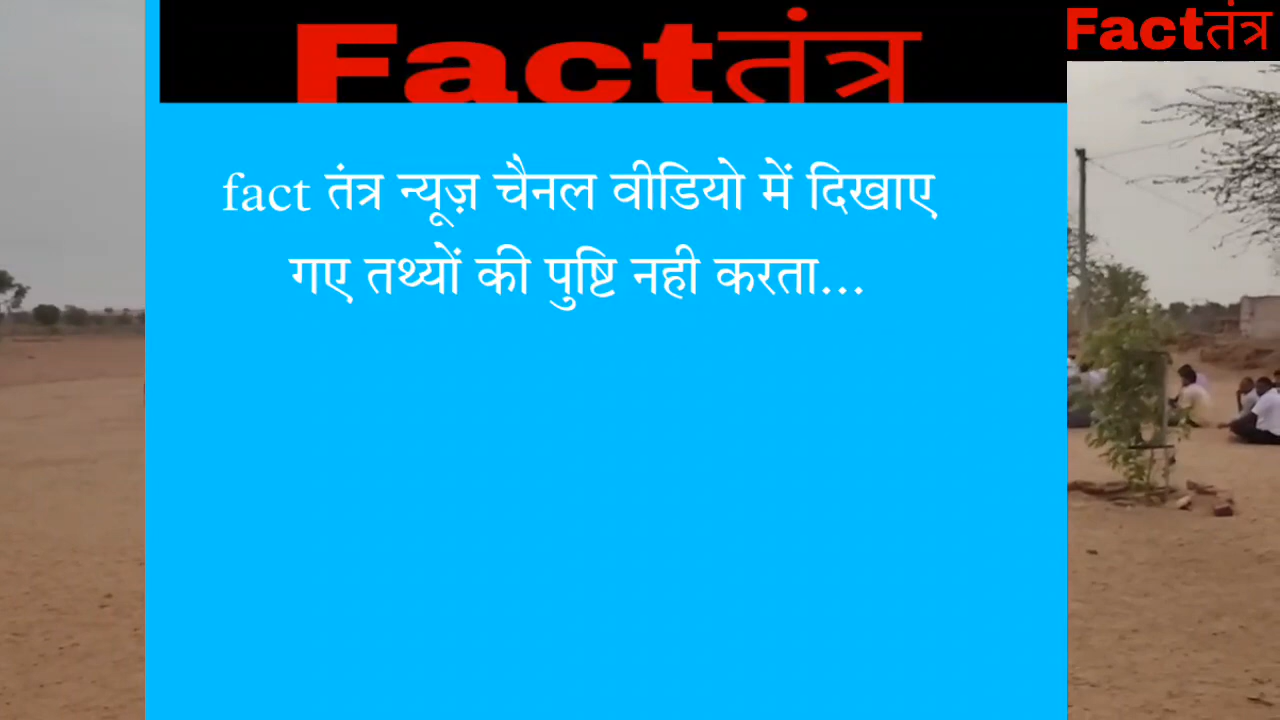 Factतंत्र
Factतंत्र
fact तंत्र न्यूज़ चैनल वीडियो में दिखाए
गए तथ्यों की पुष्टि नही करता...